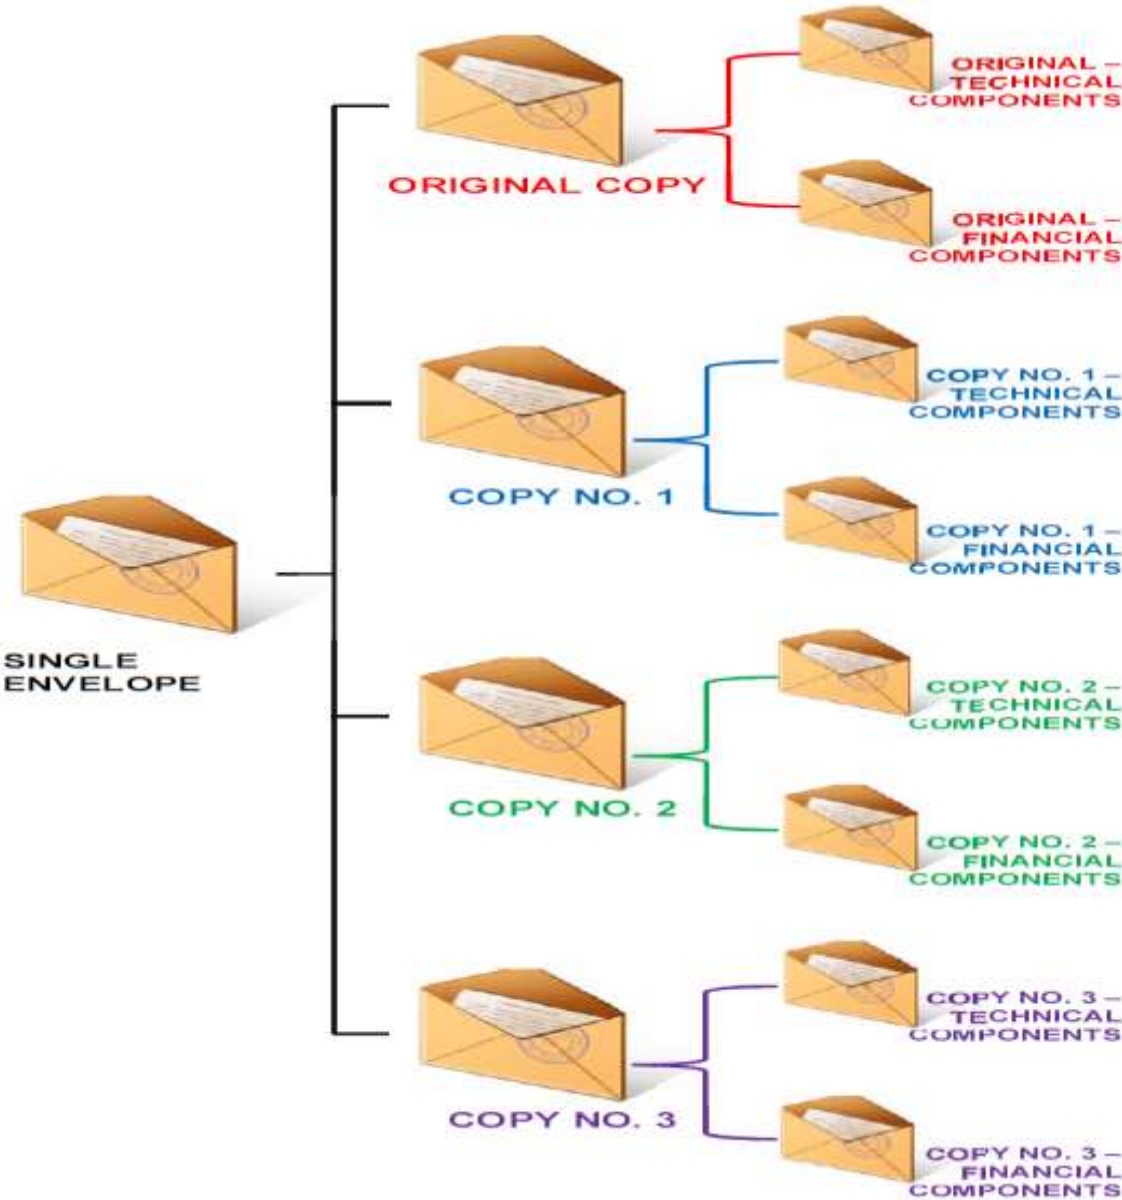 ORIGINAL –
TECHNICAL
COMPONENTS
ORIGINAL COPY
ORIGINAL –
FINANCIAL
COMPONENTS
COPY NO. 1 –
TECHNICAL
COMPONENTS
COPY NO. 1
COPY NO. 1 –
FINANCIAL
COMPONENTS
SINGLE
ENVELOPE
COPY NO. 2 –
TECHNICAL
COMPONENTS
COPY NO. 2
COPY NO. 2 –
FINANCIAL
COMPONENTS
COPY NO. 3 –
TECHNICAL
COMPONENTS
COPY NO. 3
COPY NO. 3 –
FINANCIAL
COMPONENTS